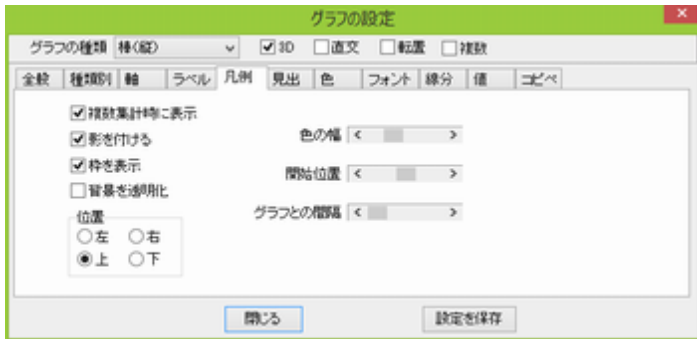 グラフの設定
グラフの種類 棒(縦) 3D 直交 転置 複数
全般 種類別 軸 ラベル 凡例 見出 色 フォント 線分 値 コピペ
複数集計時に表示
影を付ける
枠を表示
背景を透明化
位置
左 右
上 下
色の幅
開始位置
グラフとの間隔
閉じる 設定を保存